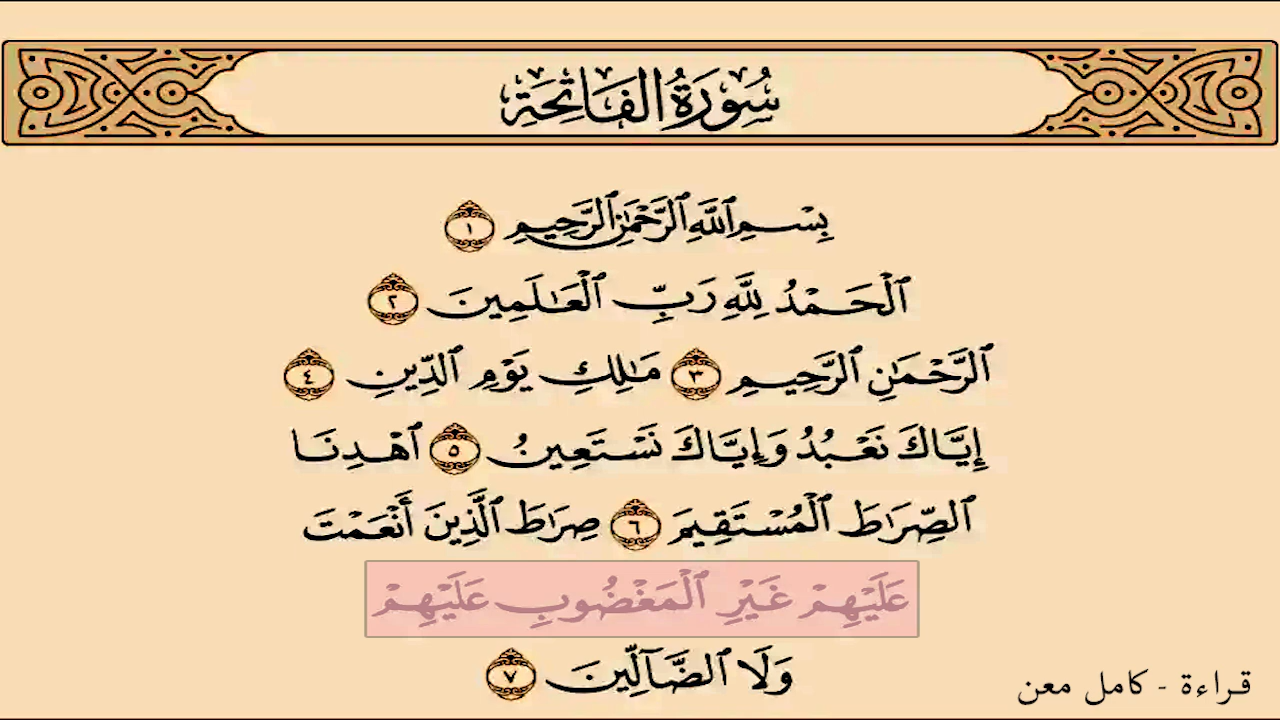 سُورَةُ الْفَاتِحَةِ
بِسْمِ ٱللَّهِ ٱلرَّحْمَٰنِ ٱلرَّحِيمِ ١
ٱلْحَمْدُ لِلَّهِ رَبِّ ٱلْعَٰلَمِينَ ٢
ٱلرَّحْمَٰنِ ٱلرَّحِيمِ ٣ مَٰلِكِ يَوْمِ ٱلدِّينِ ٤
إِيَّاكَ نَعْبُدُ وَإِيَّاكَ نَسْتَعِينُ ٥ ٱهْدِنَا
ٱلصِّرَٰطَ ٱلْمُسْتَقِيمَ ٦ صِرَٰطَ ٱلَّذِينَ أَنْعَمْتَ
عَلَيْهِمْ غَيْرِ ٱلْمَغْضُوبِ عَلَيْهِمْ
وَلَا ٱلضَّآلِّينَ ٧
قراءة - كامل معن